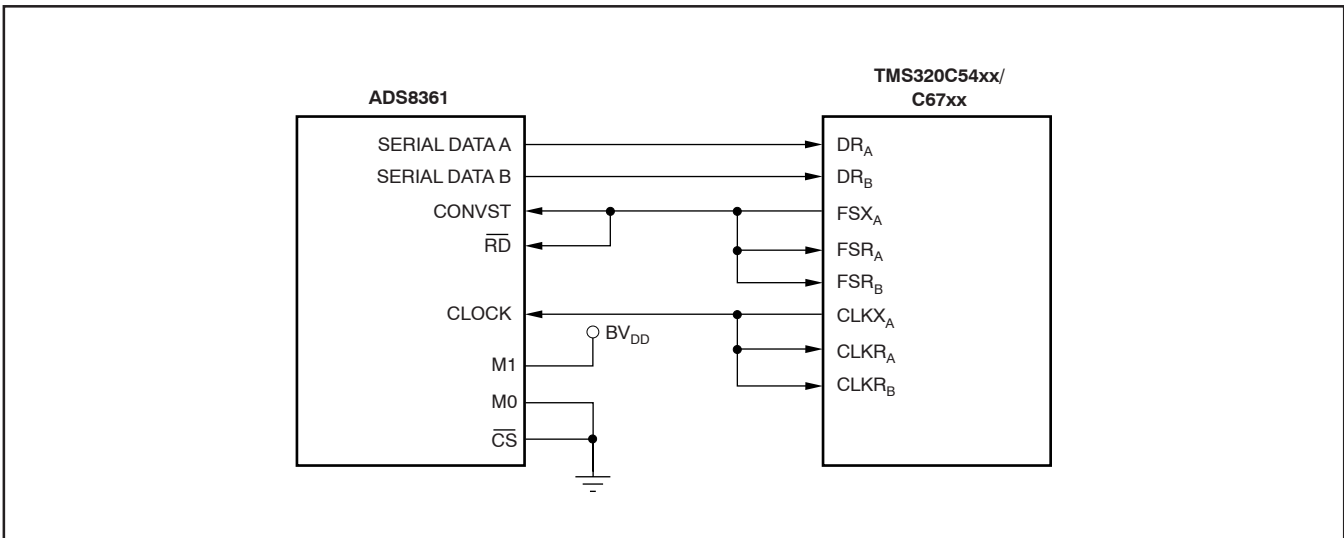 ADS8361
SERIAL DATA A
SERIAL DATA B
CONVST
RD
CLOCK
BVDD
M1
M0
CS
TMS320C54xx/
C67xx
DRA
DRB
FSXA
FSRA
FSRB
CLKXA
CLKRA
CLKRB